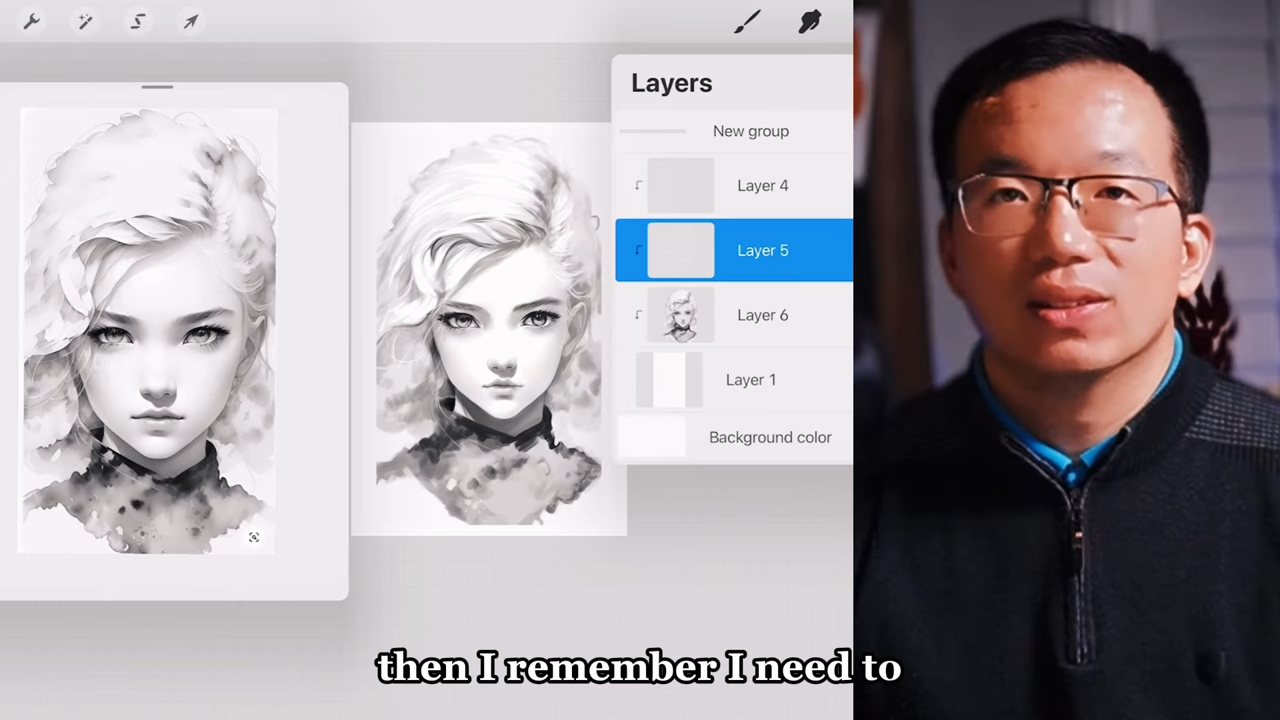 Layers
New group
Layer 4
Layer 5
Layer 6
Layer 1
Background color
then I remember I need to